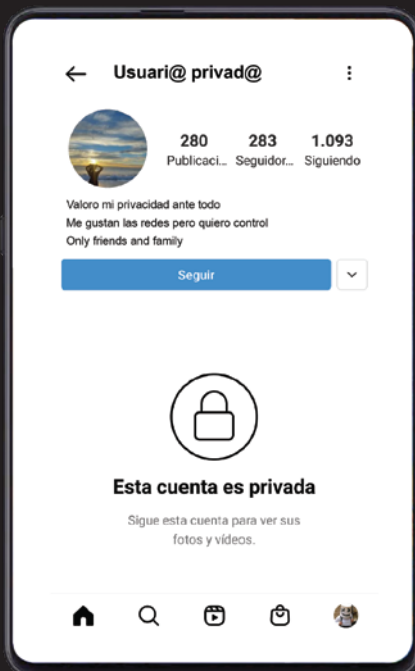 Usuari@ privad@
280 283 1.093
Publicaci... Seguidor... Siguiendo
Valoro mi privacidad ante todo
Me gustan las redes pero quiero control
Only friends and family
Seguir
Esta cuenta es privada
Sigue esta cuenta para ver sus
fotos y vídeos.